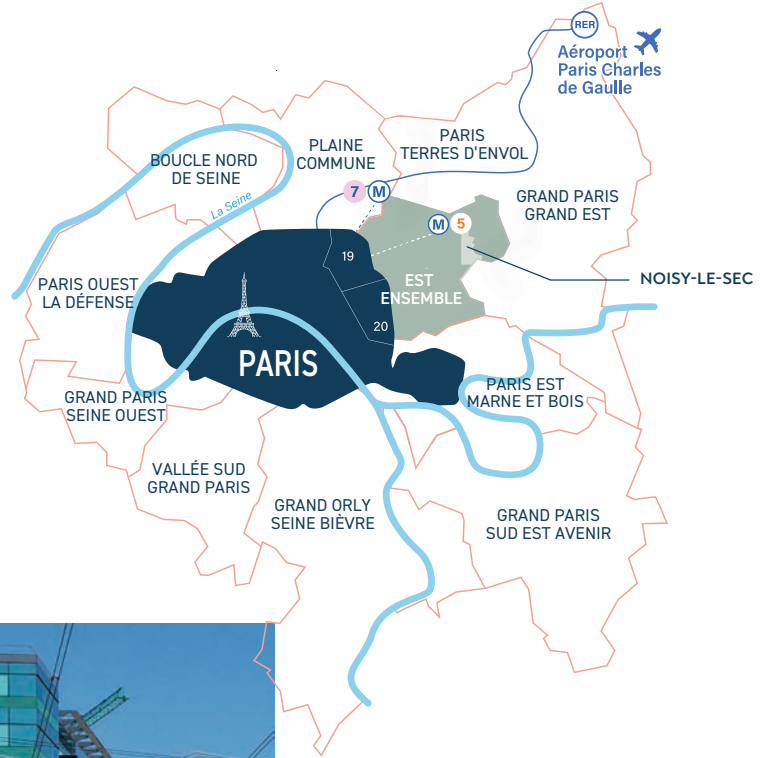 RER
Aéroport
Paris Charles
de Gaulle
PLAINE
COMMUNE
PARIS
TERRES D'ENVOL
BOUCLE NORD
DE SEINE
7 M
GRAND PARIS
GRAND EST
La Seine
M 5
19
NOISY-LE-SEC
EST
ENSEMBLE
PARIS OUEST
LA DÉFENSE
20
PARIS
PARIS EST
MARNE ET BOIS
GRAND PARIS
SEINE OUEST
VALLÉE SUD
GRAND PARIS
GRAND ORLY
SEINE BIÈVRE
GRAND PARIS
SUD EST AVENIR